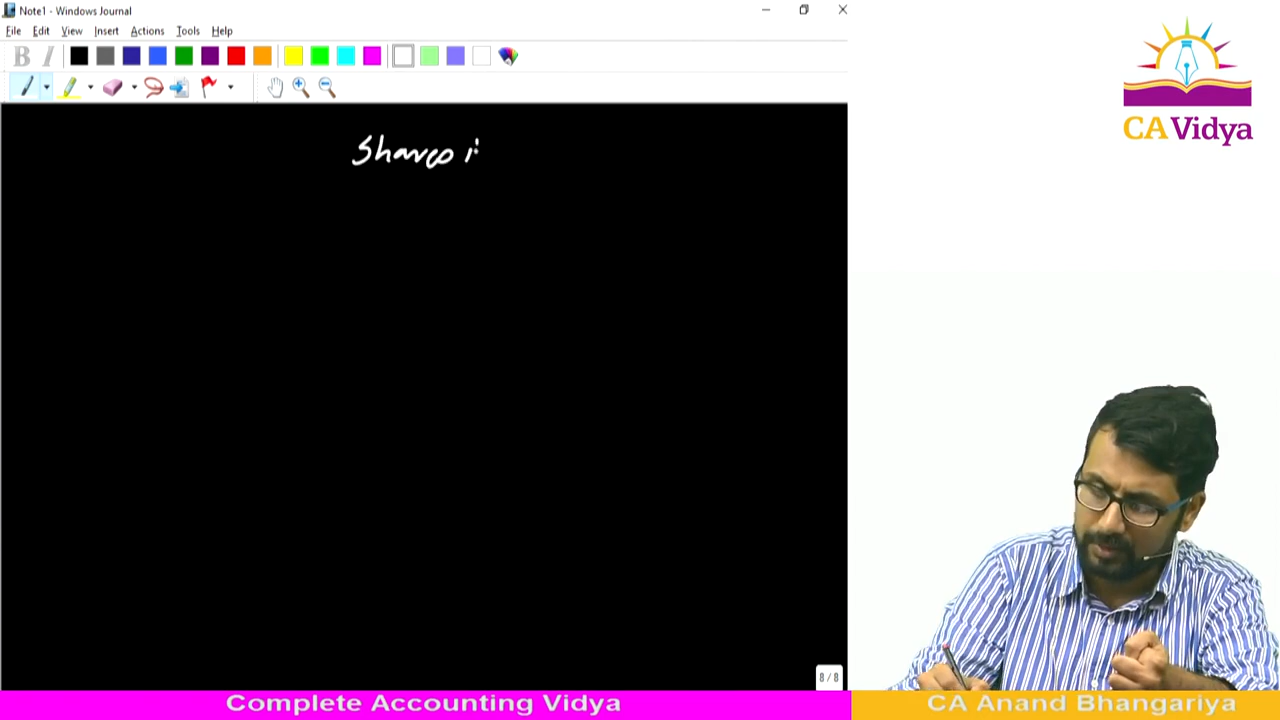 Note1 - Windows Journal
File Edit View Insert Actions Tools Help
B I
Shares i
8 / 8
CA Vidya
Complete Accounting Vidya
CA Anand Bhangariya